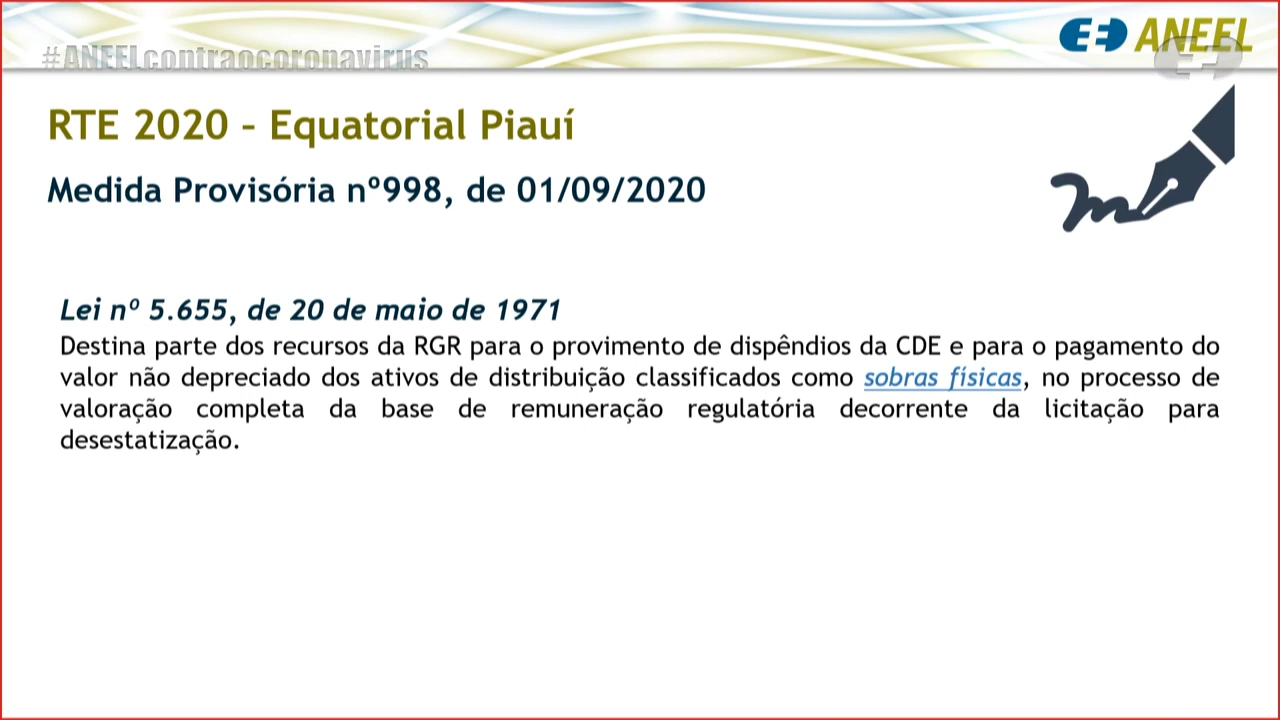 #ANEELcontraocoronavirus
ANEEL
RTE 2020 – Equatorial Piauí
Medida Provisória nº998, de 01/09/2020
Lei nº 5.655, de 20 de maio de 1971
Destina parte dos recursos da RGR para o provimento de dispêndios da CDE e para o pagamento do
valor não depreciado dos ativos de distribuição classificados como sobras físicas, no processo de
valoração completa da base de remuneração regulatória decorrente da licitação para
desestatização.